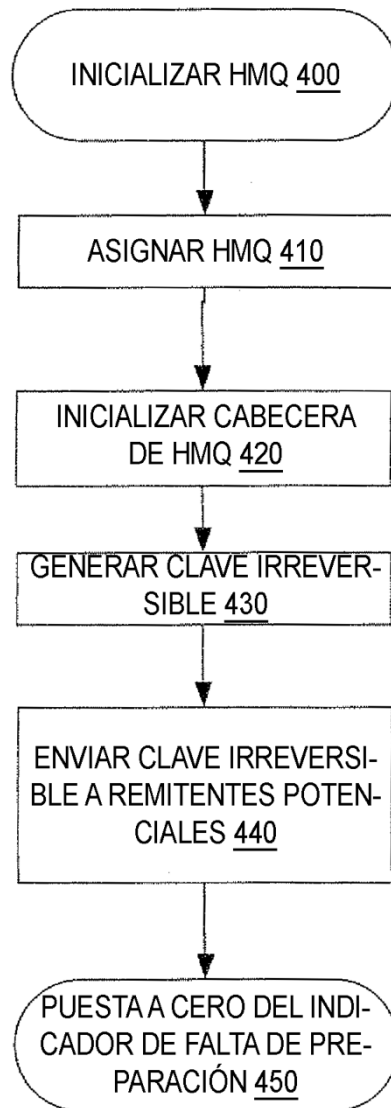 INICIALIZAR HMQ 400
ASIGNAR HMQ 410
INICIALIZAR CABECERA
DE HMQ 420
GENERAR CLAVE IRREVER-
SIBLE 430
ENVIAR CLAVE IRREVERSI-
BLE A REMITENTES POTEN-
CIALES 440
PUESTA A CERO DEL INDI-
CADOR DE FALTA DE PRE-
PARACIÓN 450